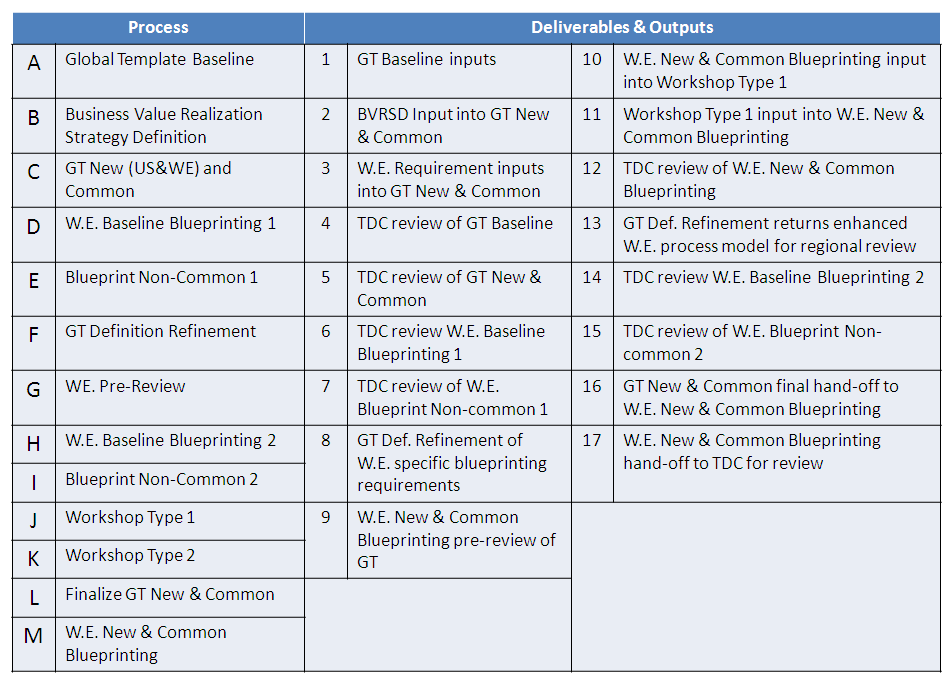 Process
Deliverables & Outputs
A
Global Template Baseline
B
Business Value Realization
Strategy Definition
C
GT New (US&WE) and
Common
D
W.E. Baseline Blueprinting 1
E
Blueprint Non-Common 1
F
GT Definition Refinement
G
WE. Pre-Review
H
W.E. Baseline Blueprinting 2
I
Blueprint Non-Common 2
J
Workshop Type 1
K
Workshop Type 2
L
Finalize GT New & Common
M
W.E. New & Common
Blueprinting
1
GT Baseline inputs
2
BVRSD Input into GT New
& Common
3
W.E. Requirement inputs
into GT New & Common
4
TDC review of GT Baseline
5
TDC review of GT New &
Common
6
TDC review W.E. Baseline
Blueprinting 1
7
TDC review of W.E.
Blueprint Non-common 1
8
GT Def. Refinement of
W.E. specific blueprinting
requirements
9
W.E. New & Common
Blueprinting pre-review of
GT
10
W.E. New & Common Blueprinting input
into Workshop Type 1
11
Workshop Type 1 input into W.E. New &
Common Blueprinting
12
TDC review of W.E. New & Common
Blueprinting
13
GT Def. Refinement returns enhanced
W.E. process model for regional review
14
TDC review W.E. Baseline Blueprinting 2
15
TDC review of W.E. Blueprint Non-
common 2
16
GT New & Common final hand-off to
W.E. New & Common Blueprinting
17
W.E. New & Common Blueprinting
hand-off to TDC for review